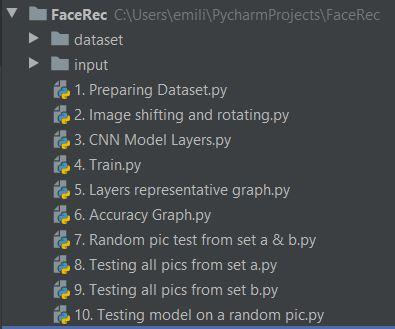 FaceRec C:\Users\emili\PycharmProjects\FaceRec
dataset
input
1. Preparing Dataset.py
2. Image shifting and rotating.py
3. CNN Model Layers.py
4. Train.py
5. Layers representative graph.py
6. Accuracy Graph.py
7. Random pic test from set a & b.py
8. Testing all pics from set a.py
9. Testing all pics from set b.py
10. Testing model on a random pic.py